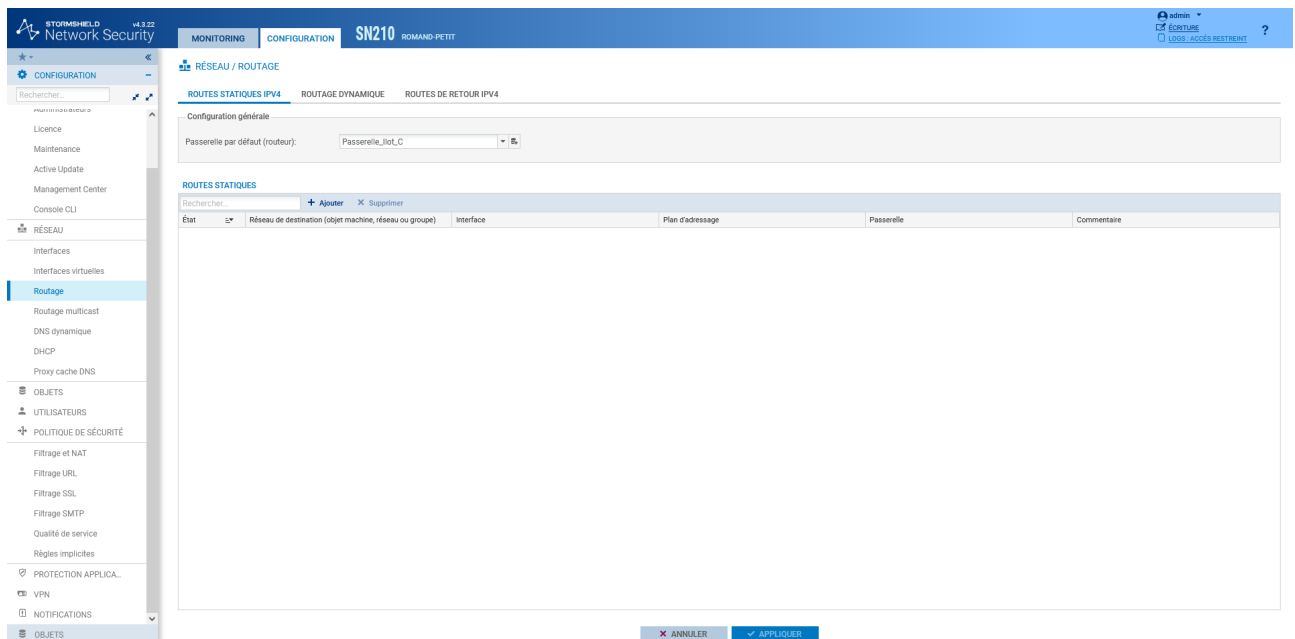 STORMSHIELD v4.3.22
Network Security
MONITORING
CONFIGURATION
SN210 ROMAND-PETIT
admin
ÉCRITURE
LOGS : ACCÈS RESTREINT
?
CONFIGURATION
Rechercher...
Administrateurs
Licence
Maintenance
Active Update
Management Center
Console CLI
RÉSEAU
Interfaces
Interfaces virtuelles
Routage
Routage multicast
DNS dynamique
DHCP
Proxy cache DNS
OBJETS
UTILISATEURS
POLITIQUE DE SÉCURITÉ
Filtrage et NAT
Filtrage URL
Filtrage SSL
Filtrage SMTP
Qualité de service
Règles implicites
PROTECTION APPLICA...
VPN
NOTIFICATIONS
OBJETS
RÉSEAU / ROUTAGE
ROUTES STATIQUES IPV4 ROUTAGE DYNAMIQUE ROUTES DE RETOUR IPV4
Configuration générale
Passerelle par défaut (routeur): Passerelle_Ilot_C
ROUTES STATIQUES
Rechercher... + Ajouter × Supprimer
État Réseau de destination (objet machine, réseau ou groupe) Interface Plan d'adressage Passerelle Commentaire
× ANNULER ✓ APPLIQUER